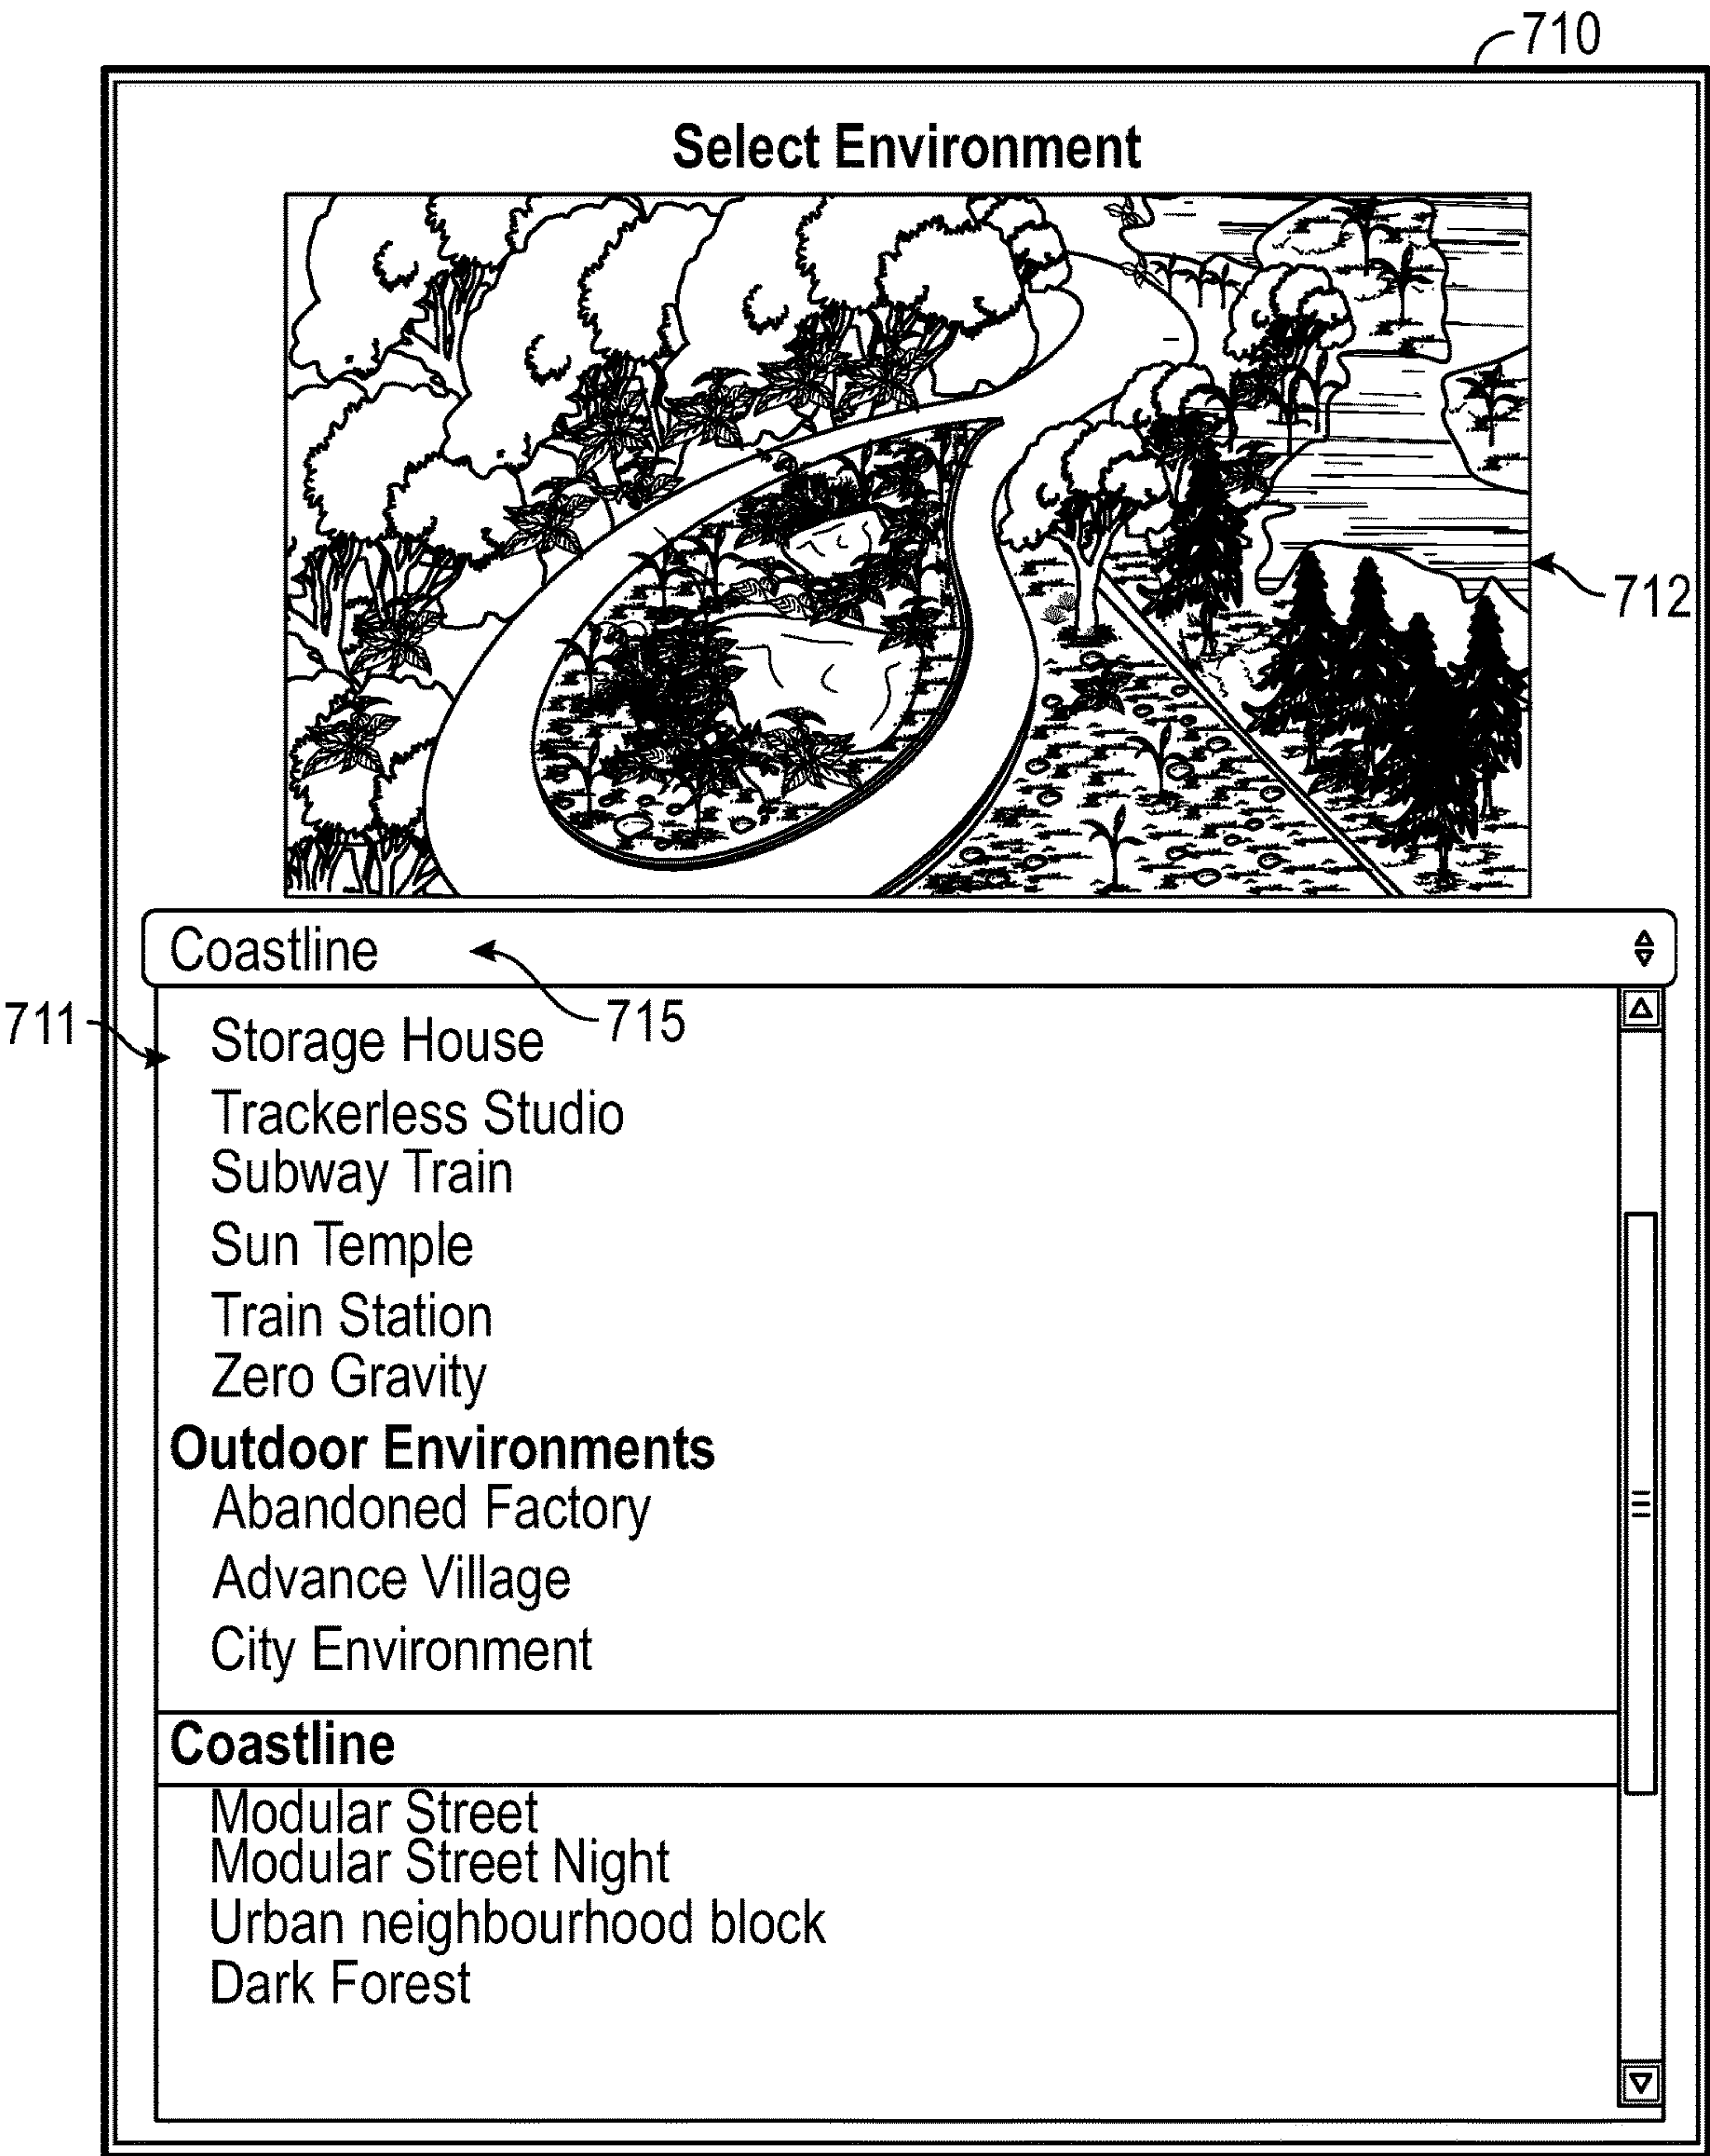 710
Select Environment
712
Coastline
715
711
Storage House
Trackerless Studio
Subway Train
Sun Temple
Train Station
Zero Gravity
Outdoor Environments
Abandoned Factory
Advance Village
City Environment
Coastline
Modular Street
Modular Street Night
Urban neighbourhood block
Dark Forest